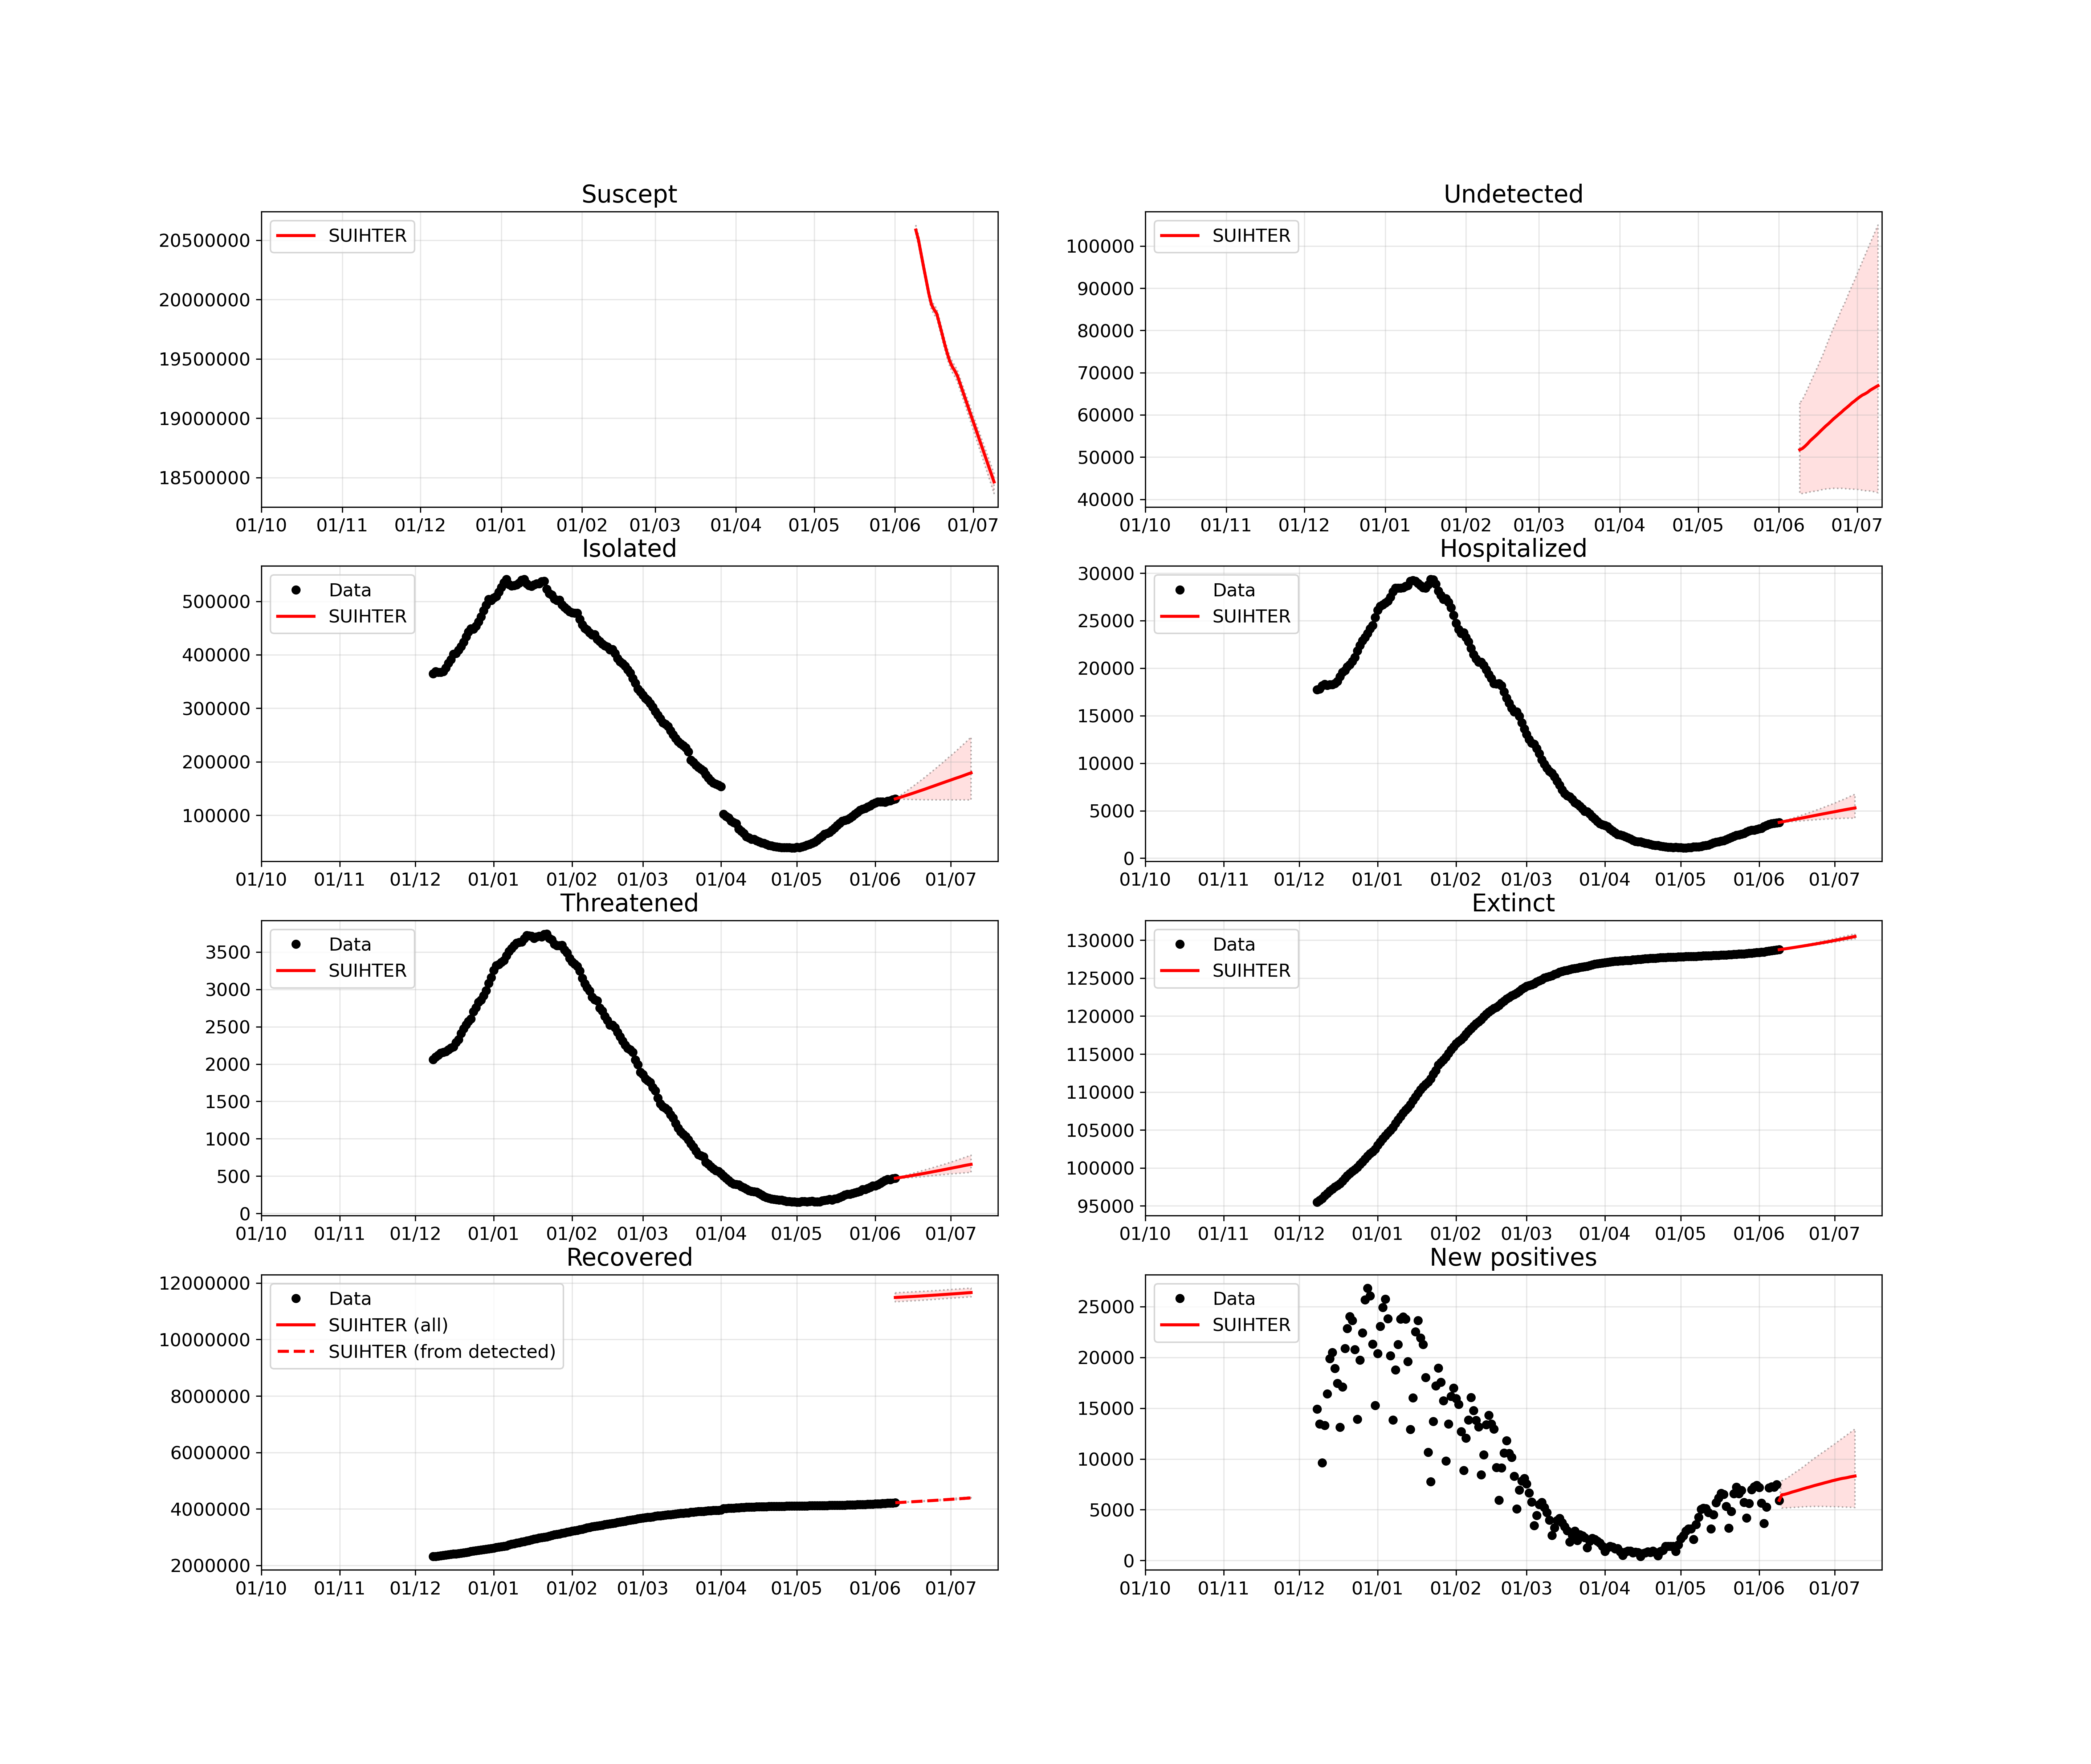 Suscept
SUIHTER
20500000
20000000
19500000
19000000
18500000
01/10 01/11 01/12 01/01 01/02 01/03 01/04 01/05 01/06 01/07
Undetected
SUIHTER
100000
90000
80000
70000
60000
50000
40000
01/10 01/11 01/12 01/01 01/02 01/03 01/04 01/05 01/06 01/07
Isolated
Data
SUIHTER
500000
400000
300000
200000
100000
01/10 01/11 01/12 01/01 01/02 01/03 01/04 01/05 01/06 01/07
Hospitalized
Data
SUIHTER
30000
25000
20000
15000
10000
5000
0
01/10 01/11 01/12 01/01 01/02 01/03 01/04 01/05 01/06 01/07
Threatened
Data
SUIHTER
3500
3000
2500
2000
1500
1000
500
0
01/10 01/11 01/12 01/01 01/02 01/03 01/04 01/05 01/06 01/07
Extinct
Data
SUIHTER
130000
125000
120000
115000
110000
105000
100000
95000
01/10 01/11 01/12 01/01 01/02 01/03 01/04 01/05 01/06 01/07
Recovered
Data
SUIHTER (all)
SUIHTER (from detected)
12000000
10000000
8000000
6000000
4000000
2000000
01/10 01/11 01/12 01/01 01/02 01/03 01/04 01/05 01/06 01/07
New positives
Data
SUIHTER
25000
20000
15000
10000
5000
0
01/10 01/11 01/12 01/01 01/02 01/03 01/04 01/05 01/06 01/07